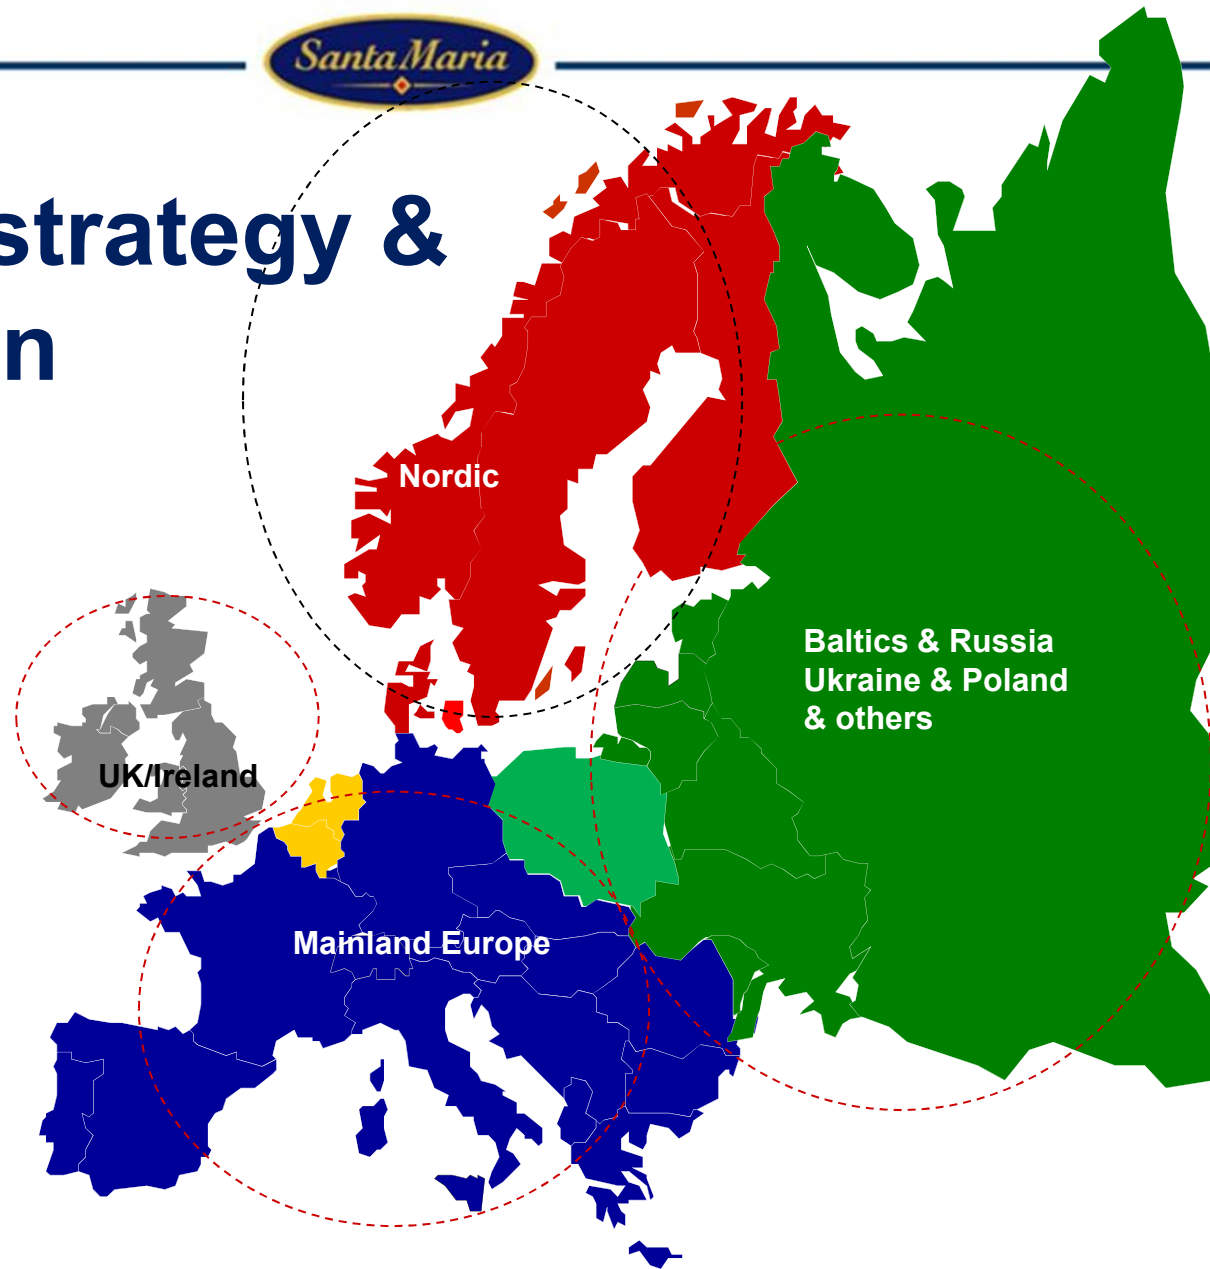 Santa Maria
strategy &
n
Nordic
Baltics & Russia
Ukraine & Poland
& others
UK/Ireland
Mainland Europe